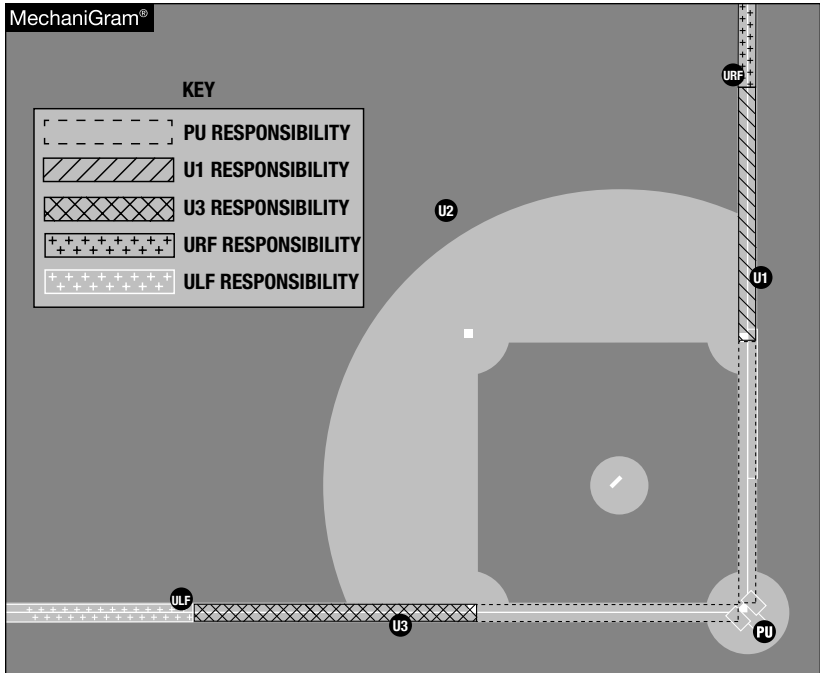 MechaniGram®
KEY
PU RESPONSIBILITY
U1 RESPONSIBILITY
U3 RESPONSIBILITY
URF RESPONSIBILITY
ULF RESPONSIBILITY
URF
U2
U1
ULF
U3
PU